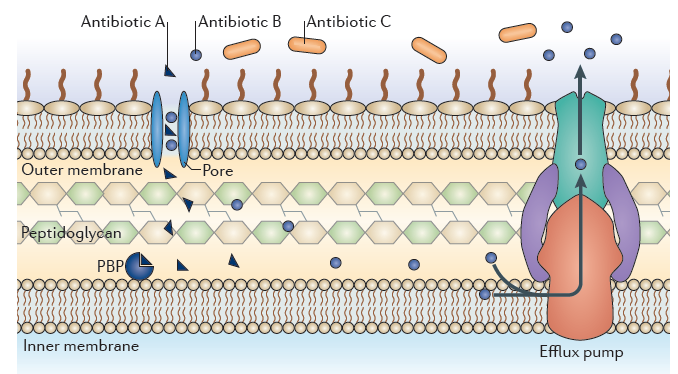 Antibiotic A
Antibiotic B
Antibiotic C
Outer membrane
Pore
Peptidoglycan
PBP
Inner membrane
Efflux pump